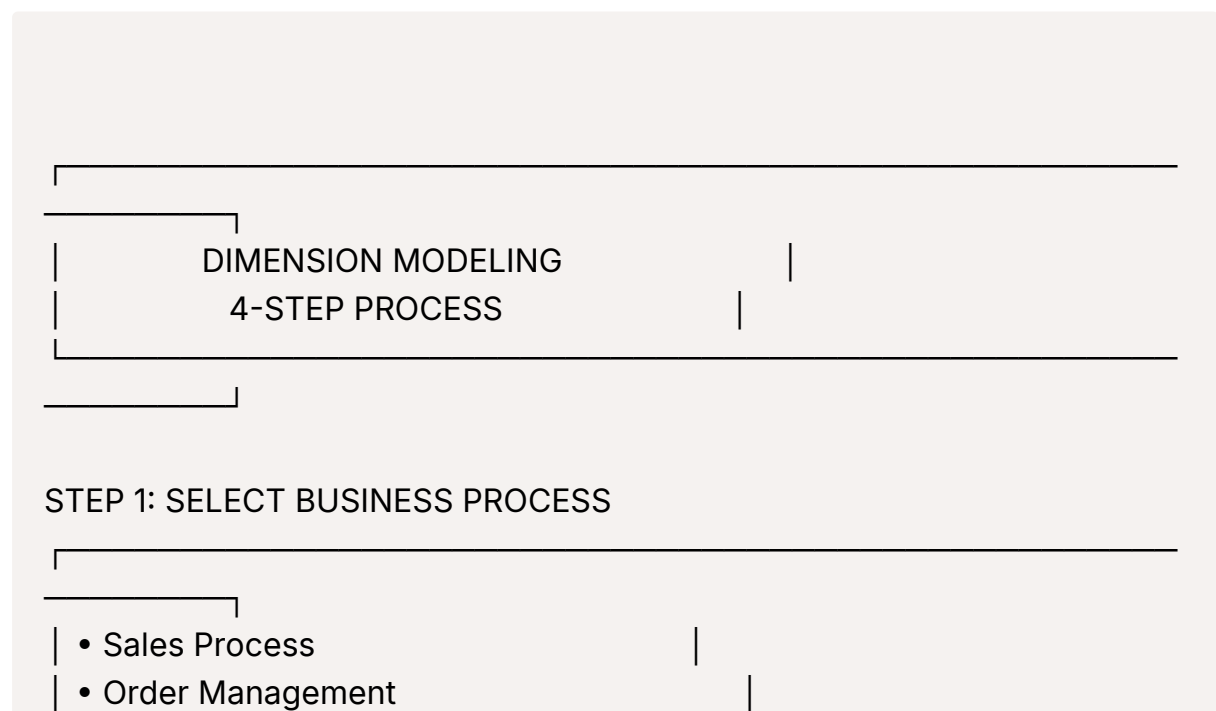 DIMENSION MODELING
4-STEP PROCESS
STEP 1: SELECT BUSINESS PROCESS
• Sales Process
• Order Management